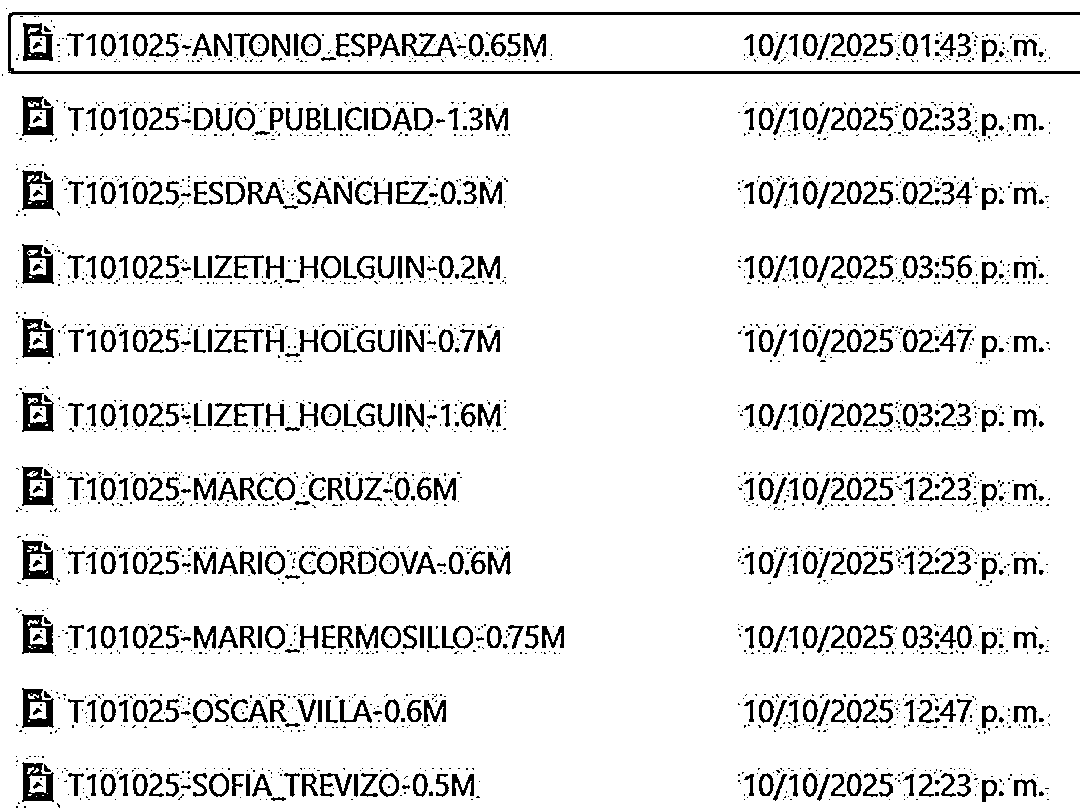 T101025-ANTONIO_ESPARZA-0.65M 10/10/2025 01:43 p. m.
T101025-DUO_PUBLICIDAD-1.3M 10/10/2025 02:33 p. m.
T101025-ESDRA_SANCHEZ-0.3M 10/10/2025 02:34 p. m.
T101025-LIZETH_HOLGUIN-0.2M 10/10/2025 03:56 p. m.
T101025-LIZETH_HOLGUIN-0.7M 10/10/2025 02:47 p. m.
T101025-LIZETH_HOLGUIN-1.6M 10/10/2025 03:23 p. m.
T101025-MARCO_CRUZ-0.6M 10/10/2025 12:23 p. m.
T101025-MARIO_CORDOVA-0.6M 10/10/2025 12:23 p. m.
T101025-MARIO_HERMOSILLO-0.75M 10/10/2025 03:40 p. m.
T101025-OSCAR_VILLA-0.6M 10/10/2025 12:47 p. m.
T101025-SOFIA_TREVIZO-0.5M 10/10/2025 12:23 p. m.